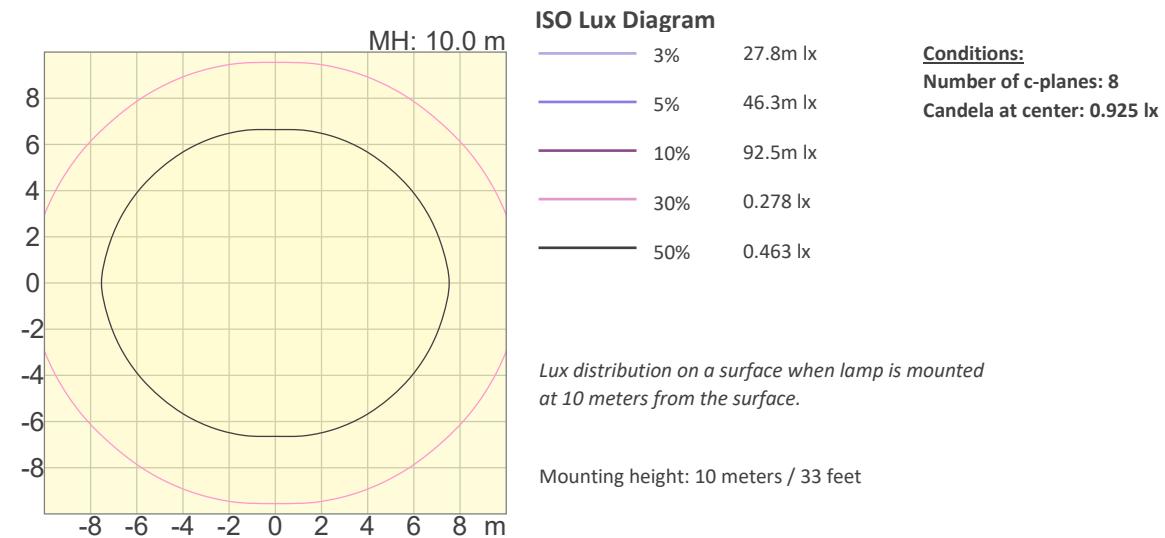 MH: 10.0 m
8
6
4
2
0
-2
-4
-6
-8
-8 -6 -4 -2 0 2 4 6 8 m
ISO Lux Diagram
3% 27.8m lx
5% 46.3m lx
10% 92.5m lx
30% 0.278 lx
50% 0.463 lx
Conditions:
Number of c-planes: 8
Candela at center: 0.925 lx
Lux distribution on a surface when lamp is mounted
at 10 meters from the surface.
Mounting height: 10 meters / 33 feet